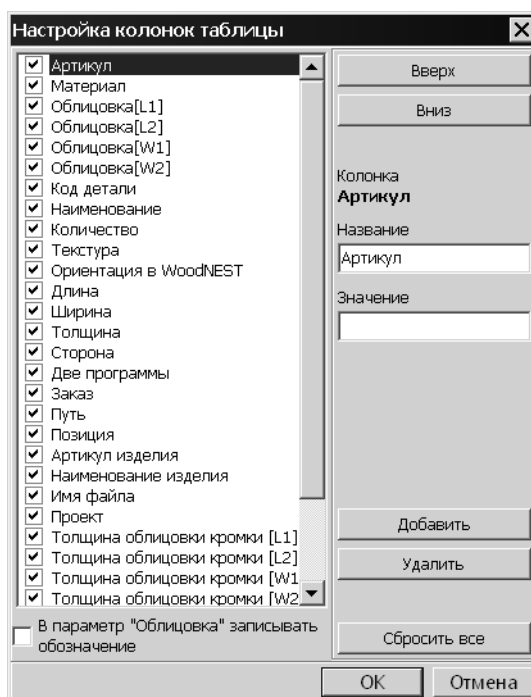 Настройка колонок таблицы
Артикул
Материал
Облицовка[L1]
Облицовка[L2]
Облицовка[W1]
Облицовка[W2]
Код детали
Наименование
Количество
Текстура
Ориентация в WoodNEST
Длина
Ширина
Толщина
Сторона
Две программы
Заказ
Путь
Позиция
Артикул изделия
Наименование изделия
Имя файла
Проект
Толщина облицовки кромки [L1]
Толщина облицовки кромки [L2]
Толщина облицовки кромки [W1
Толщина облицовки кромки [W2
В параметр "Облицовка" записывать
обозначение
Вверх
Вниз
Колонка
Артикул
Название
Артикул
Значение
Добавить
Удалить
Сбросить все
OK
Отмена